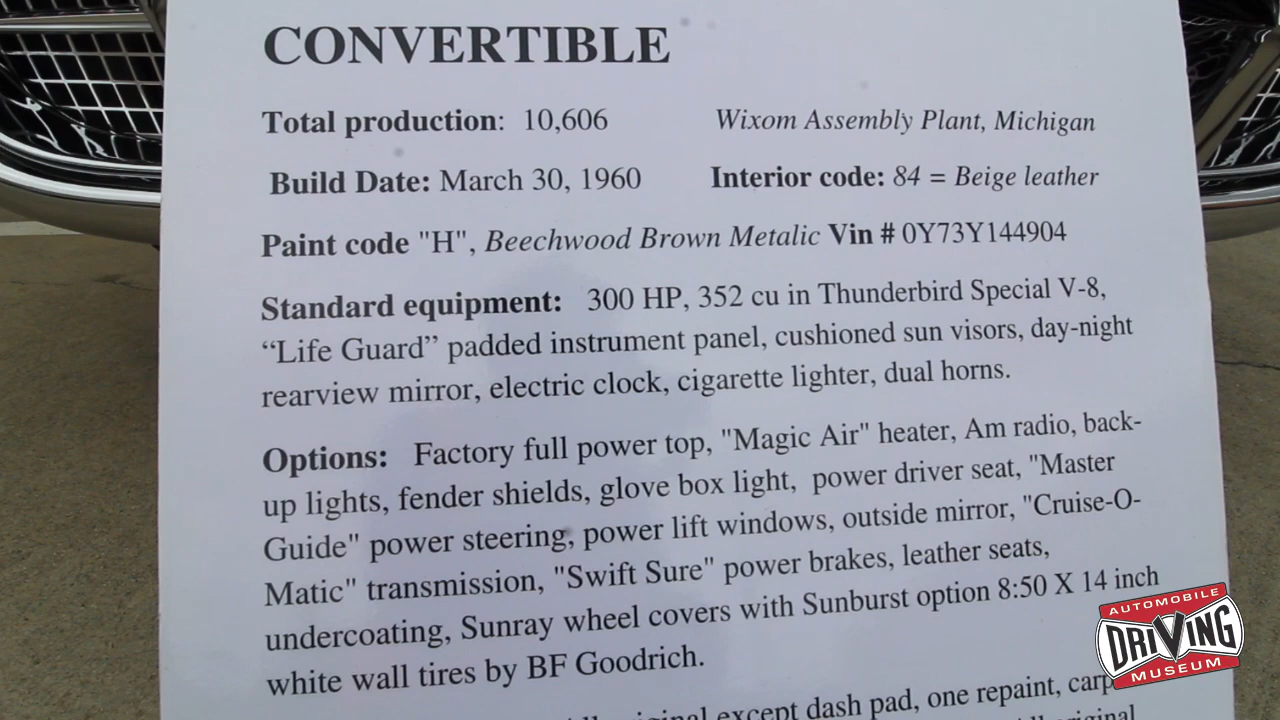 CONVERTIBLE
Total production: 10,606 Wixom Assembly Plant, Michigan
Build Date: March 30, 1960 Interior code: 84 = Beige leather
Paint code "H", Beechwood Brown Metalic Vin # 0Y73Y144904
Standard equipment: 300 HP, 352 cu in Thunderbird Special V-8,
“Life Guard” padded instrument panel, cushioned sun visors, day-night
rearview mirror, electric clock, cigarette lighter, dual horns.
Options: Factory full power top, "Magic Air" heater, Am radio, back-
up lights, fender shields, glove box light, power driver seat, "Master
Guide" power steering, power lift windows, outside mirror, "Cruise-O-
Matic" transmission, "Swift Sure" power brakes, leather seats,
undercoating, Sunray wheel covers with Sunburst option 8:50 X 14 inch
white wall tires by BF Goodrich.
except dash pad, one repaint,
AUTOMOBILE
DRIVING
MUSEUM